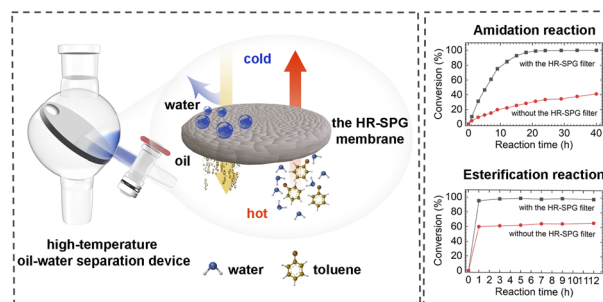 cold
water
the HR-SPG
membrane
oil
hot
high-temperature
oil-water separation device
water
toluene
Amidation reaction
100
80
60
40
20
0
Conversion (%)
with the HR-SPG filter
without the HR-SPG filter
0 10 20 30 40
Reaction time (h)
Esterification reaction
100
80
60
40
20
0
Conversion (%)
with the HR-SPG filter
without the HR-SPG filter
0 1 2 3 4 5 6 7 8 9 10 11 12
Reaction time (h)